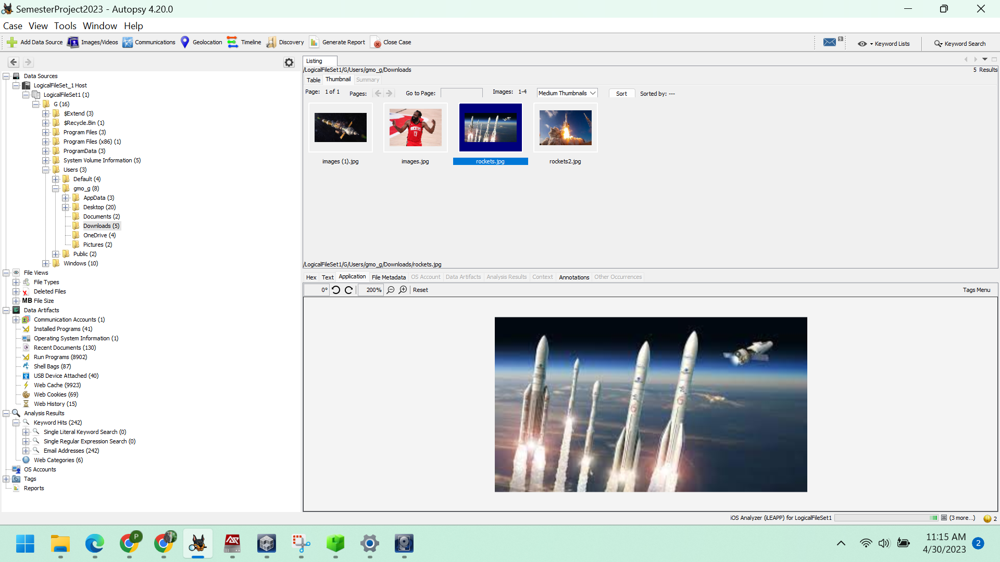 SemesterProject2023 - Autopsy 4.20.0
Case View Tools Window Help
Add Data Source Images/Videos Communications Geolocation Timeline Discovery Generate Report Close Case 9 Keyword Lists Keyword Search
Data Sources
LogicalFileSet_1 Host
LogicalFileSet1 (1)
G (16)
$Extend (3)
$Recycle.Bin (1)
Program Files (3)
Program Files (x86) (1)
ProgramData (3)
System Volume Information (5)
Users (3)
Default (4)
gmo_g (8)
AppData (3)
Desktop (20)
Documents (2)
Downloads (5)
OneDrive (4)
Pictures (2)
Public (2)
Windows (10)
File Views
File Types
Deleted Files
MB File Size
Data Artifacts
Communication Accounts (1)
Installed Programs (41)
Operating System Information (1)
Recent Documents (130)
Run Programs (8902)
Shell Bags (87)
USB Device Attached (40)
Web Cache (9923)
Web Cookies (69)
Web History (15)
Analysis Results
Keyword Hits (242)
Single Literal Keyword Search (0)
Single Regular Expression Search (0)
Email Addresses (242)
Web Categories (6)
OS Accounts
Tags
Reports
Listing
/LogicalFileSet1/G/Users/gmo_g/Downloads 5 Results
Table Thumbnail Summary
Page: 1 of 1 Pages: Go to Page: Images: 1-4 Medium Thumbnails Sort Sorted by: ---
ROCKETS
13
images (1).jpg images.jpg rockets.jpg rockets2.jpg
/LogicalFileSet1/G/Users/gmo_g/Downloads/rockets.jpg
Hex Text Application File Metadata OS Account Data Artifacts Analysis Results Context Annotations Other Occurrences
0° 200% Reset Tags Menu
iOS Analyzer (iLEAPP) for LogicalFileSet1 (3 more...) 2
P
11:15 AM
4/30/2023
2